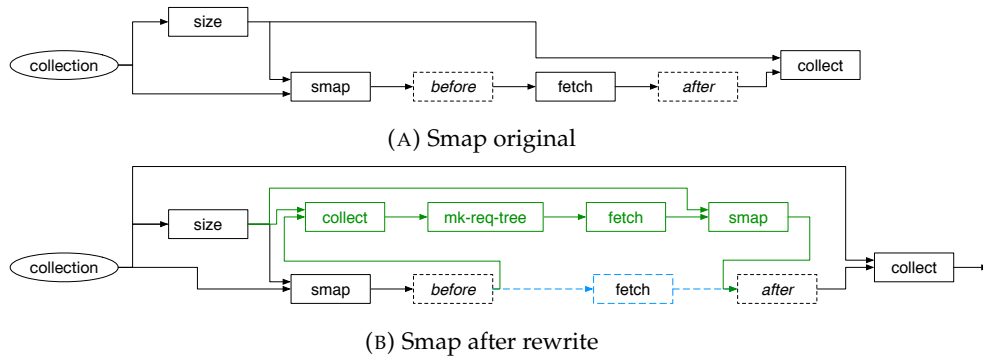 size
collection
collect
smap
before
fetch
after
(A) Smap original
collect
mk-req-tree
fetch
smap
size
collection
collect
smap
before
fetch
after
(B) Smap after rewrite